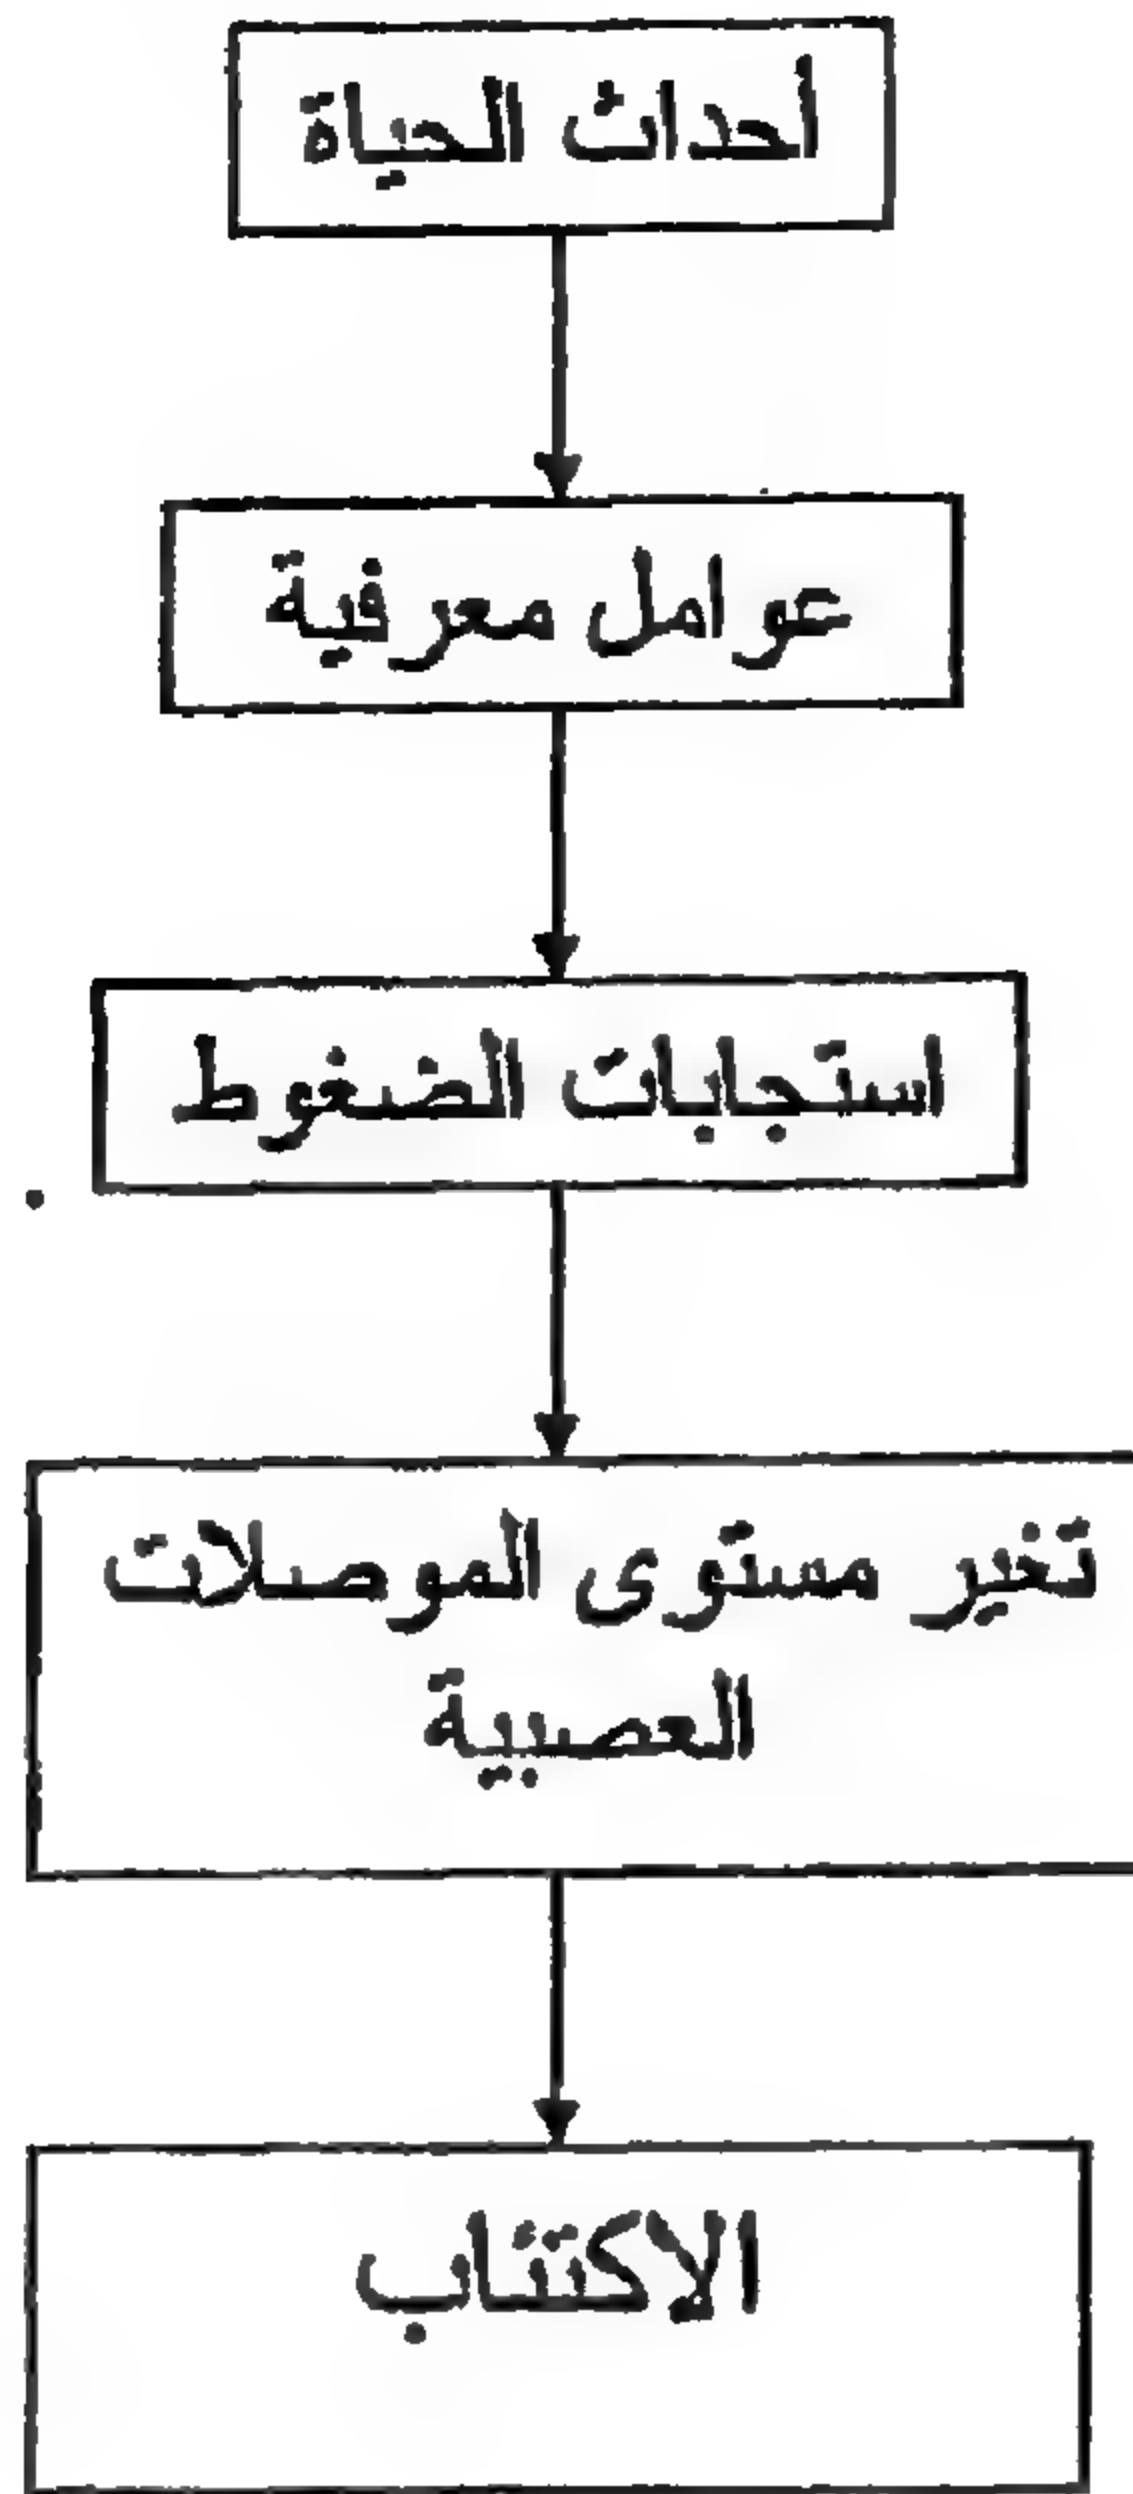 أحداث الحياة
عوامل معرفية
استجابات الضغوط
تغير مستوى الموصلات
العصبية
الاكتئاب